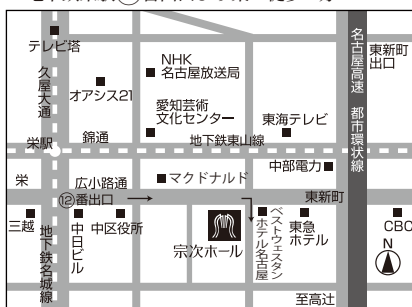 テレビ塔
久屋大通
NHK
名古屋放送局
オアシス21
愛知芸術
文化センター
東海テレビ
名古屋高速 都市環状線
東新町
出口
栄駅
錦通
地下鉄東山線
中部電力
栄
広小路通
マクドナルド
東新町
⑫番出口
三越
地下鉄名城線
中日ビル
中区役所
宗次ホール
ベストウェスタン
ホテル名古屋
東急
ホテル
CBC
N
至高辻